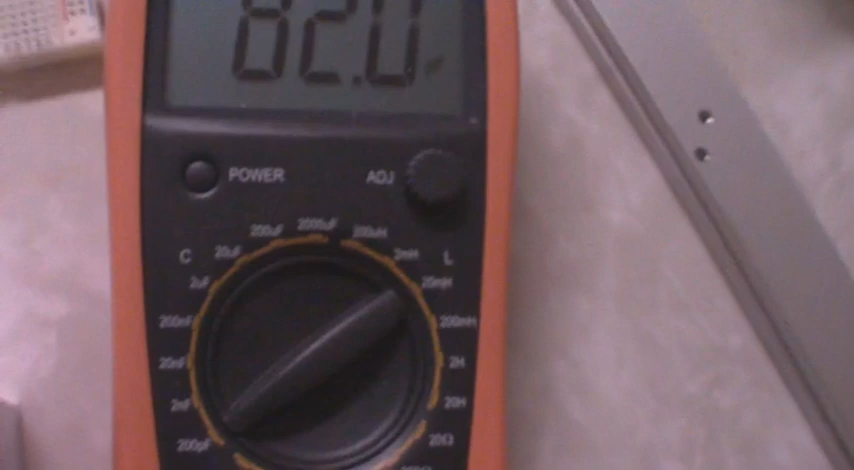 82.0
POWER
ADJ
2000uF
200uF
200uH
20uF
2mH
C
L
2uF
20mH
200nF
200mH
20nF
2H
2nF
20H
200pF
20Ω